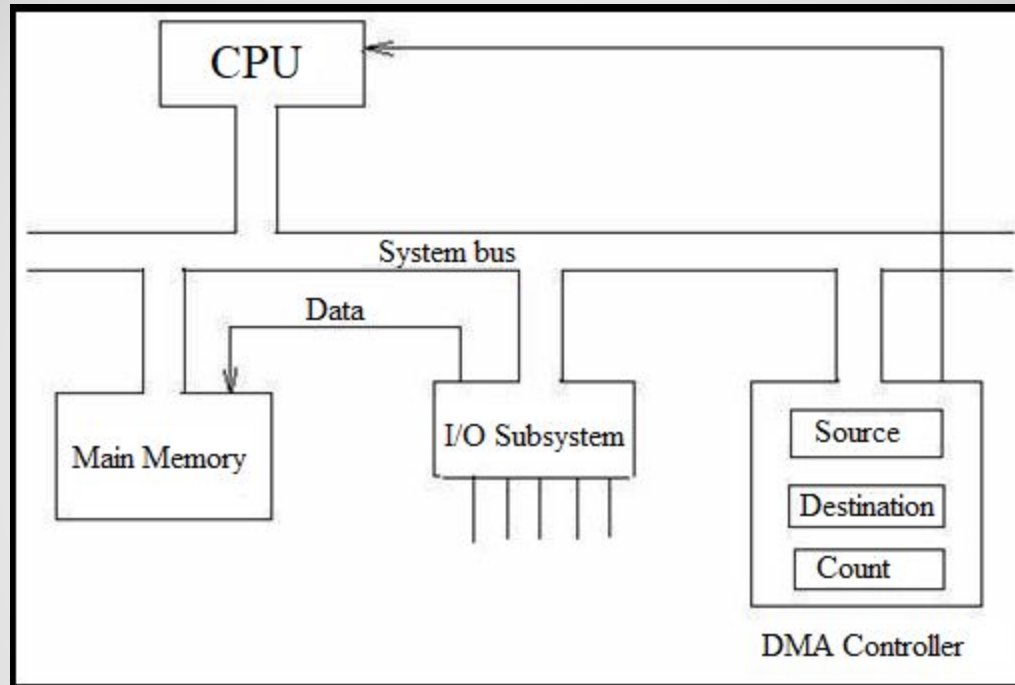 CPU
System bus
Data
Main Memory
I/O Subsystem
Source
Destination
Count
DMA Controller